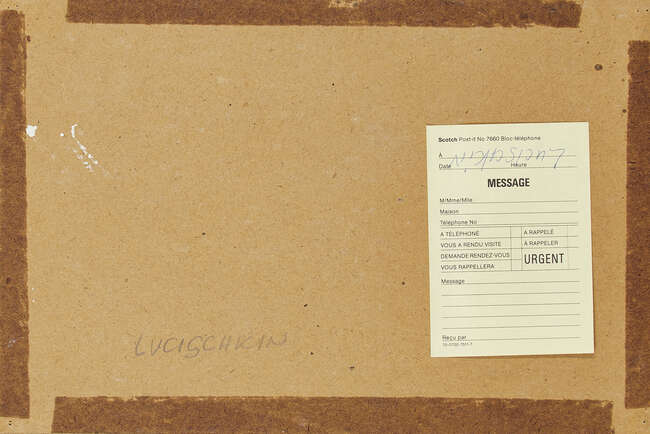 Scotch Post-it No 7660 Bloc-téléphone
A
LUCISCHKIN
Date Heure
MESSAGE
M/Mme/Mlle
Maison
Téléphone No
A TÉLÉPHONÉ A RAPPELÉ
VOUS A RENDU VISITE À RAPPELER
DEMANDE RENDEZ-VOUS URGENT
VOUS RAPPELLERA
Message
Reçu par
LUCISCHKIN